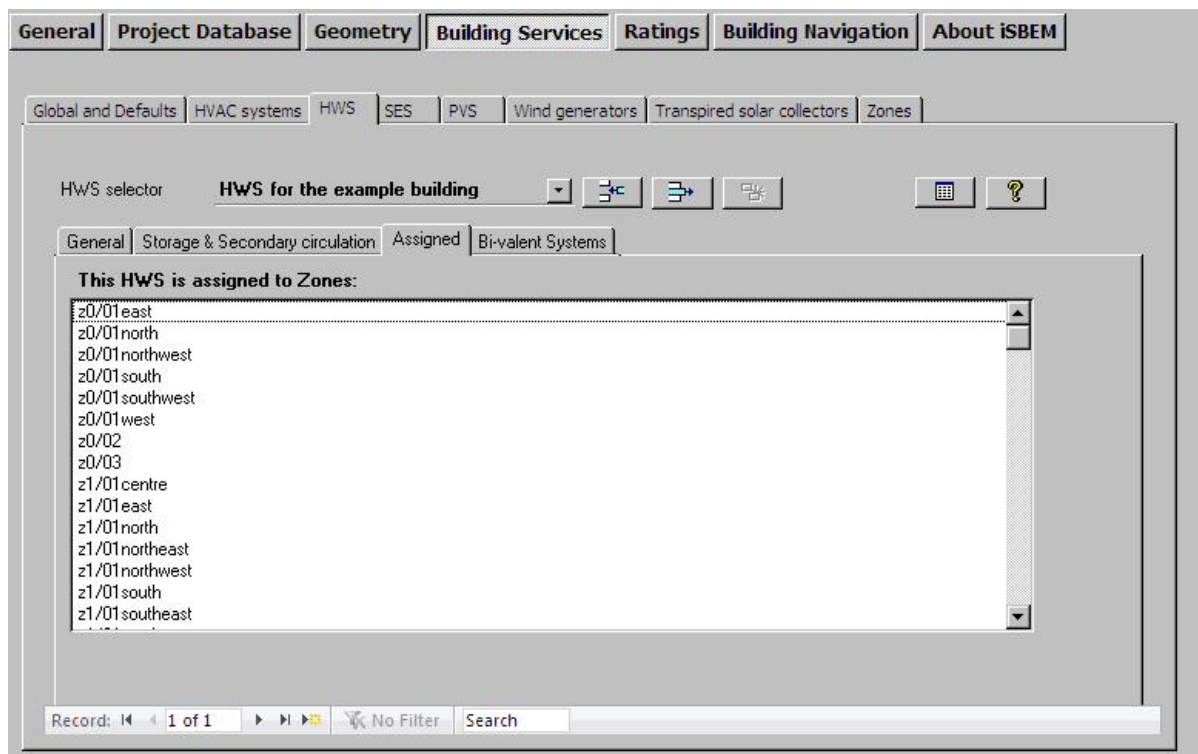 General Project Database Geometry Building Services Ratings Building Navigation About iSBEM
Global and Defaults HVAC systems HWS SES PVS Wind generators Transpired solar collectors Zones
HWS selector HWS for the example building
General Storage & Secondary circulation Assigned Bi-valent Systems
This HWS is assigned to Zones:
z0/01east
z0/01north
z0/01northwest
z0/01south
z0/01southwest
z0/01west
z0/02
z0/03
z1/01centre
z1/01east
z1/01north
z1/01northeast
z1/01northwest
z1/01south
z1/01southeast
Record: 1 of 1 No Filter Search